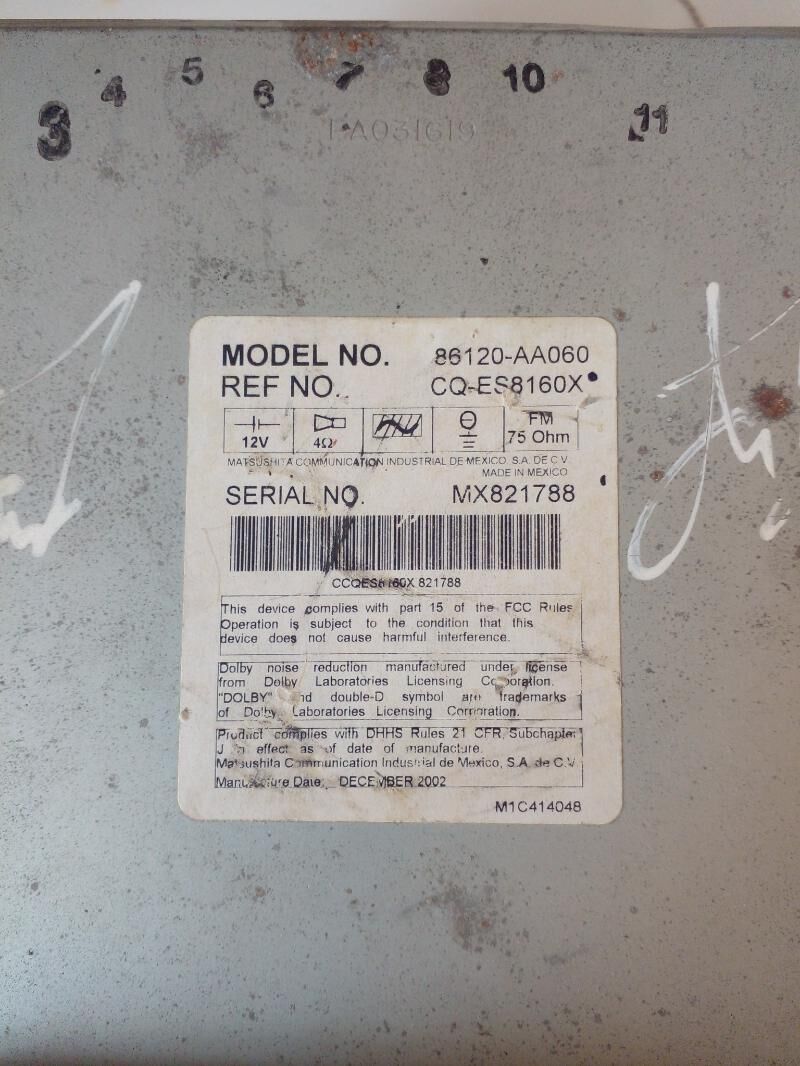 3 4 5 6 7 8 10 11
MODEL NO. 86120-AA060
REF NO. CQ-ES8160X
12V 4Ω FM
75 Ohm
MATSUSHITA COMMUNICATION INDUSTRIAL DE MEXICO, S.A. DE C.V.
MADE IN MEXICO
SERIAL NO. MX821788
CCQES8160X 821788
This device complies with part 15 of the FCC Rules
Operation is subject to the condition that this
device does not cause harmful interference.
Dolby noise reduction manufactured under license
from Dolby Laboratories Licensing Corporation.
"DOLBY" and double-D symbol are trademarks
of Dolby Laboratories Licensing Corporation.
Product complies with DHHS Rules 21 CFR, Subchapter
J in effect as of date of manufacture.
Matsushita Communication Industrial de Mexico, S.A. de C.V.
Manufacture Date: DECEMBER 2002
M1C414048